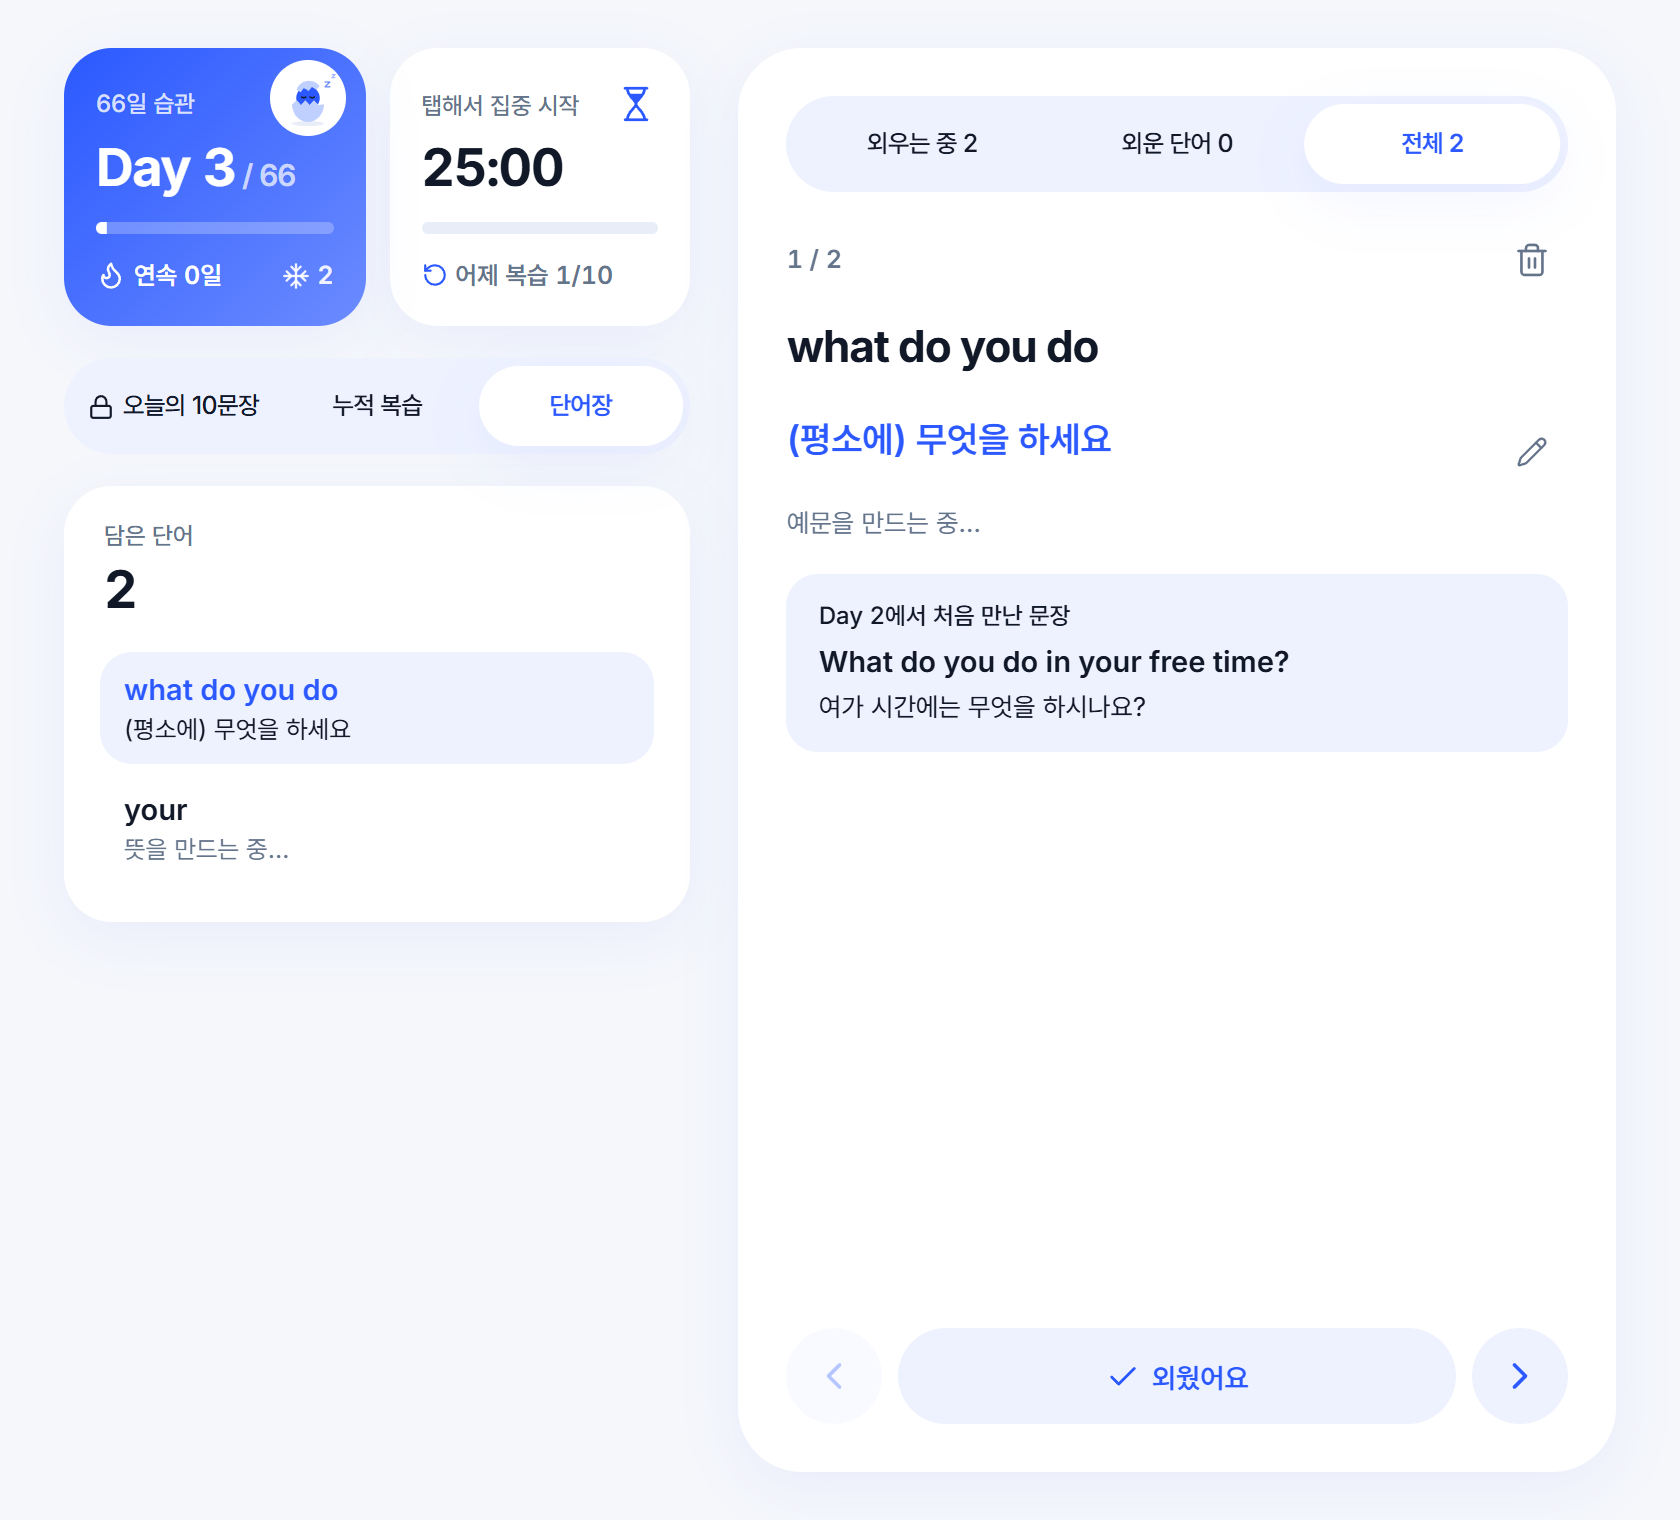 66일 습관
Day 3 / 66
연속 0일
2
탭해서 집중 시작
25:00
어제 복습 1/10
오늘의 10문장
누적 복습
단어장
담은 단어
2
what do you do
(평소에) 무엇을 하세요
your
뜻을 만드는 중...
외우는 중 2
외운 단어 0
전체 2
1 / 2
what do you do
(평소에) 무엇을 하세요
예문을 만드는 중...
Day 2에서 처음 만난 문장
What do you do in your free time?
여가 시간에는 무엇을 하시나요?
외웠어요